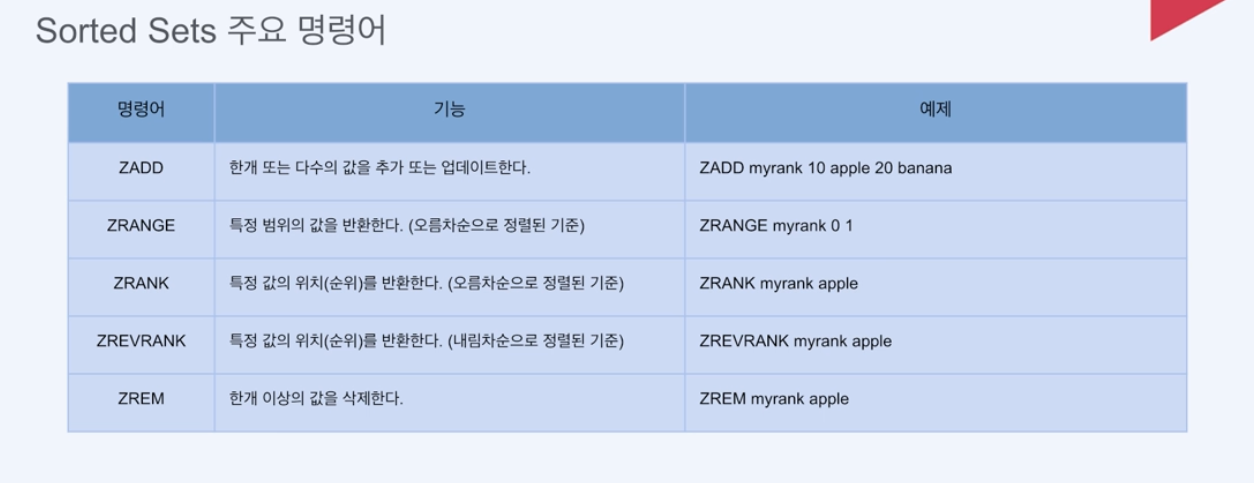 Sorted Sets 주요 명령어
명령어 기능 예제
ZADD 한개 또는 다수의 값을 추가 또는 업데이트한다. ZADD myrank 10 apple 20 banana
ZRANGE 특정 범위의 값을 반환한다. (오름차순으로 정렬된 기준) ZRANGE myrank 0 1
ZRANK 특정 값의 위치(순위)를 반환한다. (오름차순으로 정렬된 기준) ZRANK myrank apple
ZREVRANK 특정 값의 위치(순위)를 반환한다. (내림차순으로 정렬된 기준) ZREVRANK myrank apple
ZREM 한개 이상의 값을 삭제한다. ZREM myrank apple